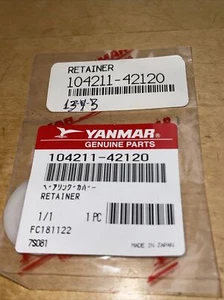 RETAINER
104211-42120
YANMAR
GENUINE PARTS
104211-42120
ベアリング・カバー
RETAINER
1/1 1 PC
FC181122
7S081 MADE IN JAPAN